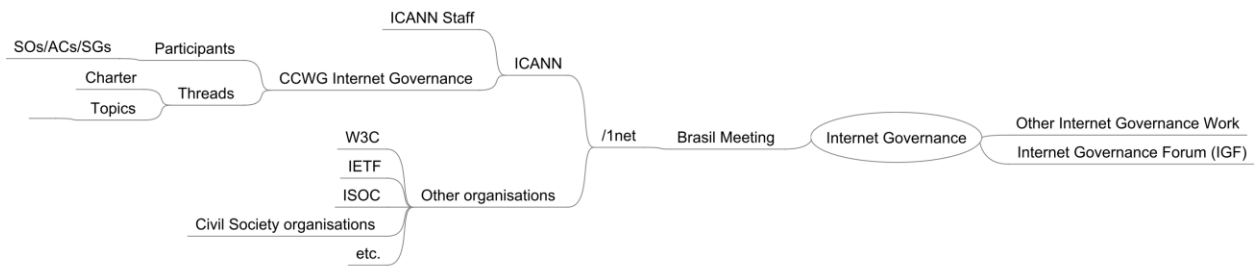 ICANN Staff
SOs/ACs/SGs
Participants
ICANN
Charter
CCWG Internet Governance
Threads
Topics
Other Internet Governance Work
W3C
/1net
Brasil Meeting
Internet Governance
Internet Governance Forum (IGF)
IETF
ISOC
Other organisations
Civil Society organisations
etc.